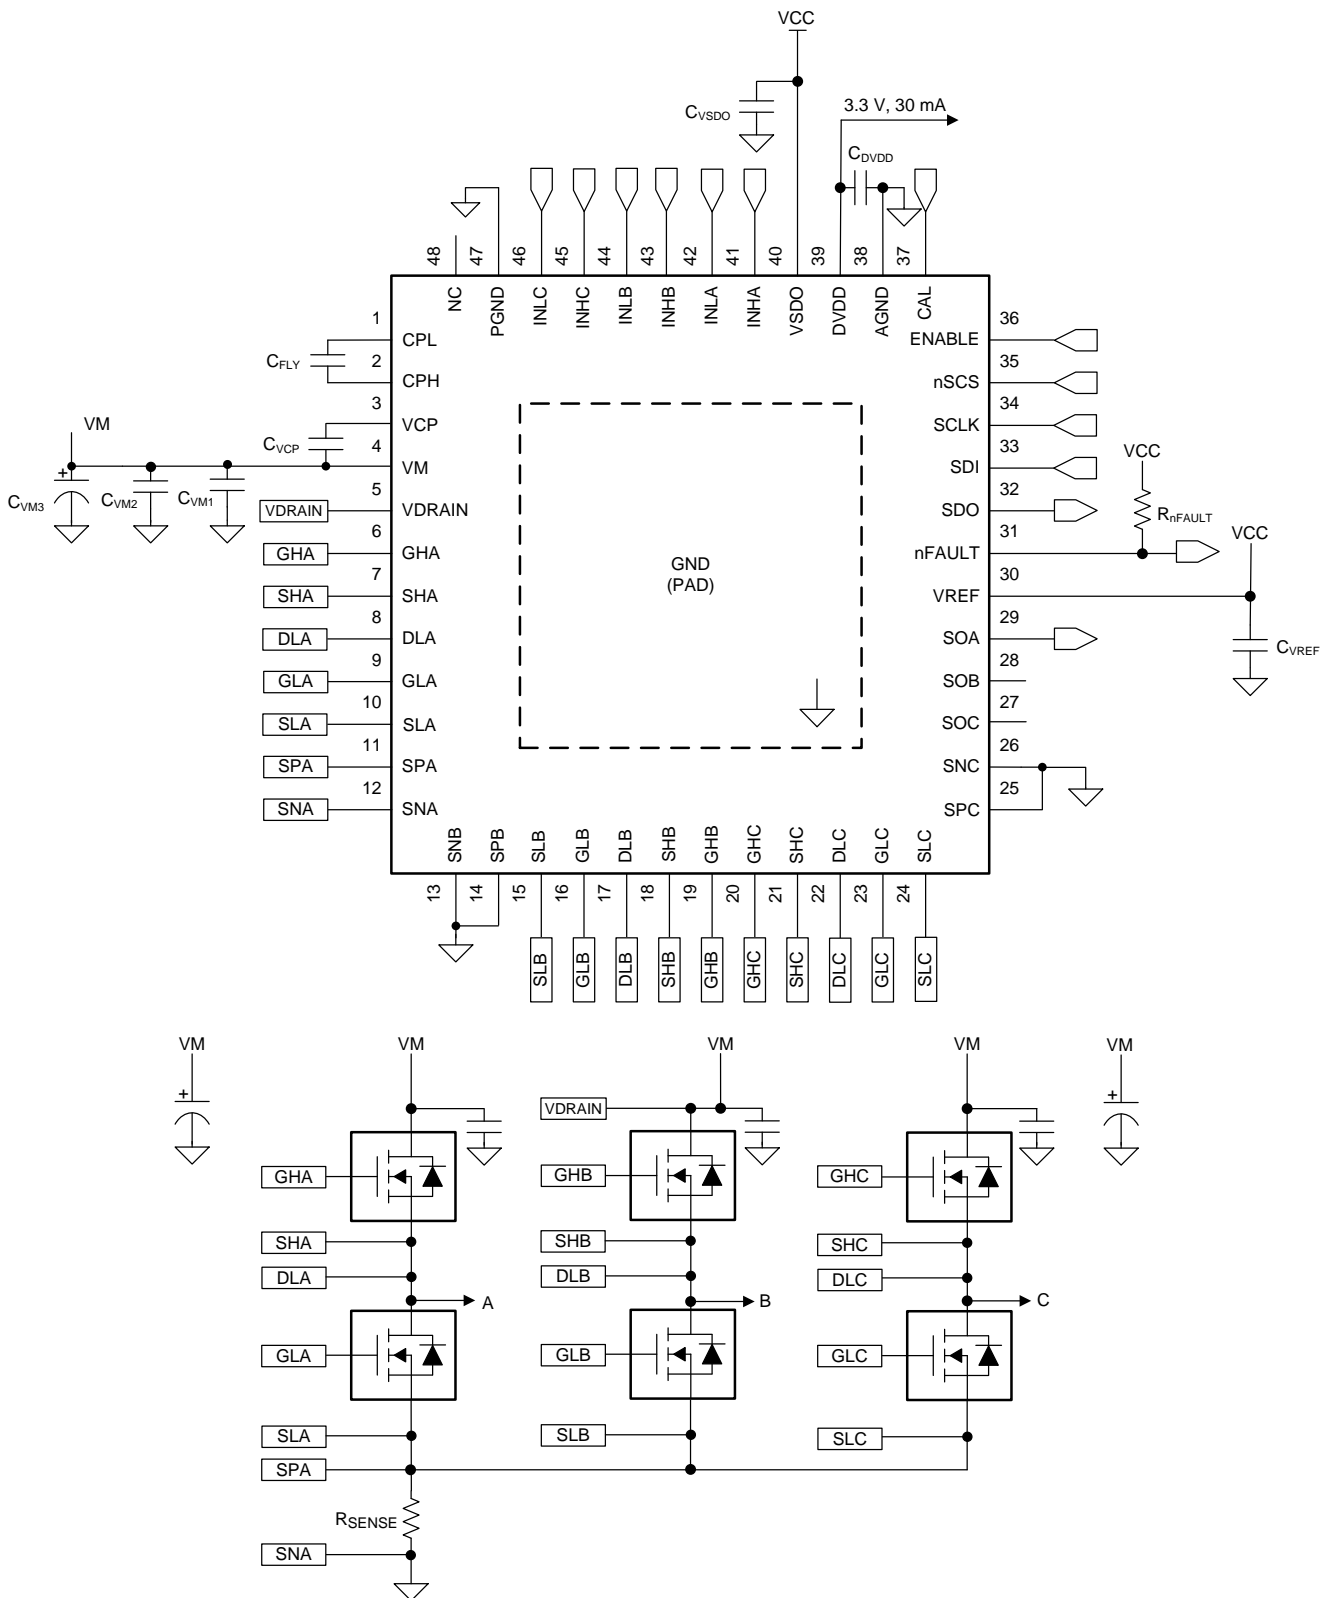 VCC
CVSDO
3.3 V, 30 mA
CDVDD
48 47 46 45 44 43 42 41 40 39 38 37
NC PGND INLC INHC INLB INHB INLA INHA VSDO DVDD AGND CAL
1 CPL
CFLY
2 CPH
3 VCP
CVCP
VM
4 VM
CVM3 CVM2 CVM1
5 VDRAIN VDRAIN
6 GHA GHA
7 SHA SHA
8 DLA DLA
9 GLA GLA
10 SLA SLA
11 SPA SPA
12 SNA SNA
GND
(PAD)
36 ENABLE
35 nSCS
34 SCLK
33 SDI
32 SDO
VCC
RnFAULT
31 nFAULT
VCC
30 VREF
CVREF
29 SOA
28 SOB
27 SOC
26 SNC
25 SPC
SNB SPB SLB GLB DLB SHB GHB GHC SHC DLC GLC SLC
13 14 15 16 17 18 19 20 21 22 23 24
SLB GLB DLB SHB GHB GHC SHC DLC GLC SLC
VM VM VM VM VM
+ VDRAIN +
GHA GHB GHC
SHA SHB SHC
DLA DLB DLC
A B C
GLA GLB GLC
SLA SLB SLC
SPA
RSENSE
SNA